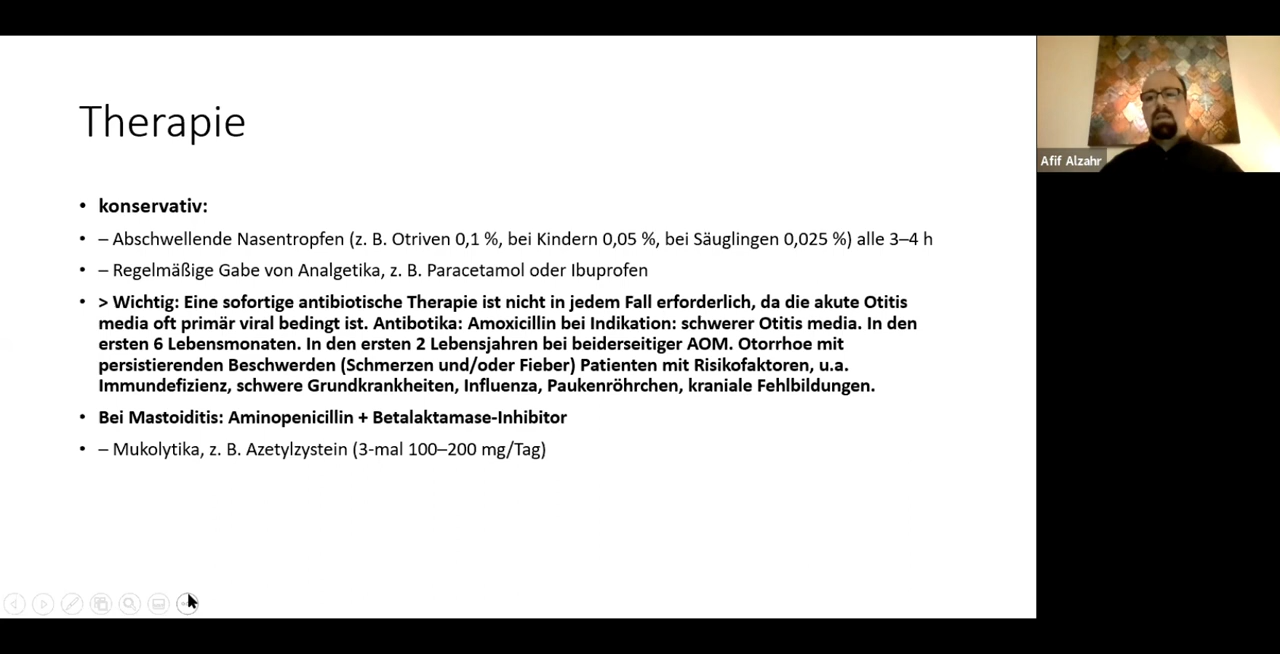 Therapie
• konservativ:
• – Abschwellende Nasentropfen (z. B. Otriven 0,1 %, bei Kindern 0,05 %, bei Säuglingen 0,025 %) alle 3–4 h
• – Regelmäßige Gabe von Analgetika, z. B. Paracetamol oder Ibuprofen
• > Wichtig: Eine sofortige antibiotische Therapie ist nicht in jedem Fall erforderlich, da die akute Otitis
media oft primär viral bedingt ist. Antibotika: Amoxicillin bei Indikation: schwerer Otitis media. In den
ersten 6 Lebensmonaten. In den ersten 2 Lebensjahren bei beiderseitiger AOM. Otorrhoe mit
persistierenden Beschwerden (Schmerzen und/oder Fieber) Patienten mit Risikofaktoren, u.a.
Immundefizienz, schwere Grundkrankheiten, Influenza, Paukenröhrchen, kraniale Fehlbildungen.
• Bei Mastoiditis: Aminopenicillin + Betalaktamase-Inhibitor
• – Mukolytika, z. B. Azetylzystein (3-mal 100–200 mg/Tag)
Afif Alzahr